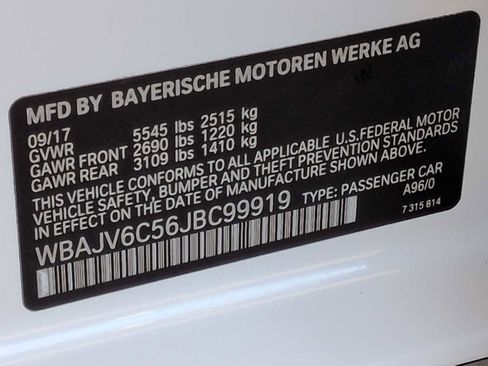 MFD BY BAYERISCHE MOTOREN WERKE AG
09/17
GVWR 5545 lbs 2515 kg
GAWR FRONT 2690 lbs 1220 kg
GAWR REAR 3109 lbs 1410 kg
THIS VEHICLE CONFORMS TO ALL APPLICABLE U.S.FEDERAL MOTOR
VEHICLE SAFETY, BUMPER AND THEFT PREVENTION STANDARDS
IN EFFECT ON THE DATE OF MANUFACTURE SHOWN ABOVE.
WBAJV6C56JBC99919 TYPE: PASSENGER CAR
A96/0
7 315 814